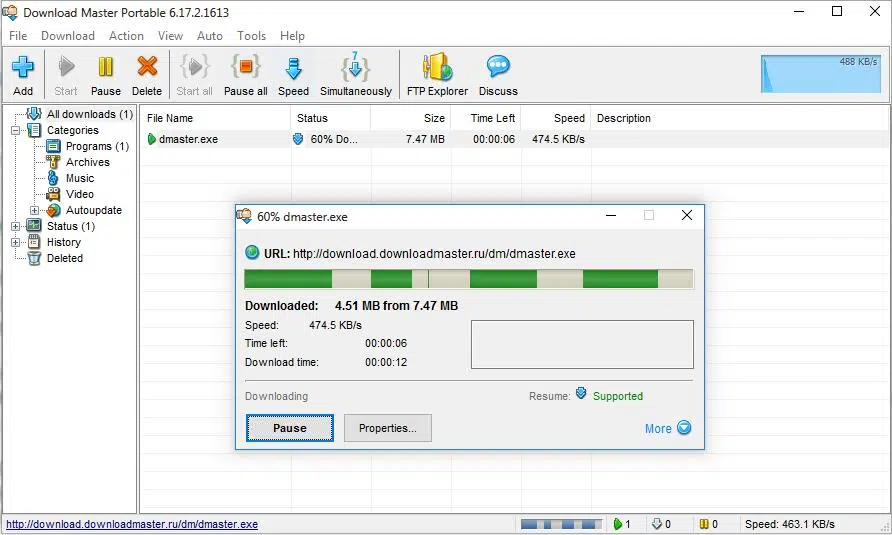 Download Master Portable 6.17.2.1613
File Download Action View Auto Tools Help
Add Start Pause Delete Start all Pause all Speed 7 Simultaneously FTP Explorer Discuss 488 KB/s
All downloads (1)
Categories
Programs (1)
Archives
Music
Video
Autoupdate
Status (1)
History
Deleted
File Name Status Size Time Left Speed Description
dmaster.exe 60% Do... 7.47 MB 00:00:06 474.5 KB/s
60% dmaster.exe
URL: http://download.downloadmaster.ru/dm/dmaster.exe
Downloaded: 4.51 MB from 7.47 MB
Speed: 474.5 KB/s
Time left: 00:00:06
Download time: 00:00:12
Downloading Resume: Supported
Pause Properties... More
http://download.downloadmaster.ru/dm/dmaster.exe 1 0 0 Speed: 463.1 KB/s